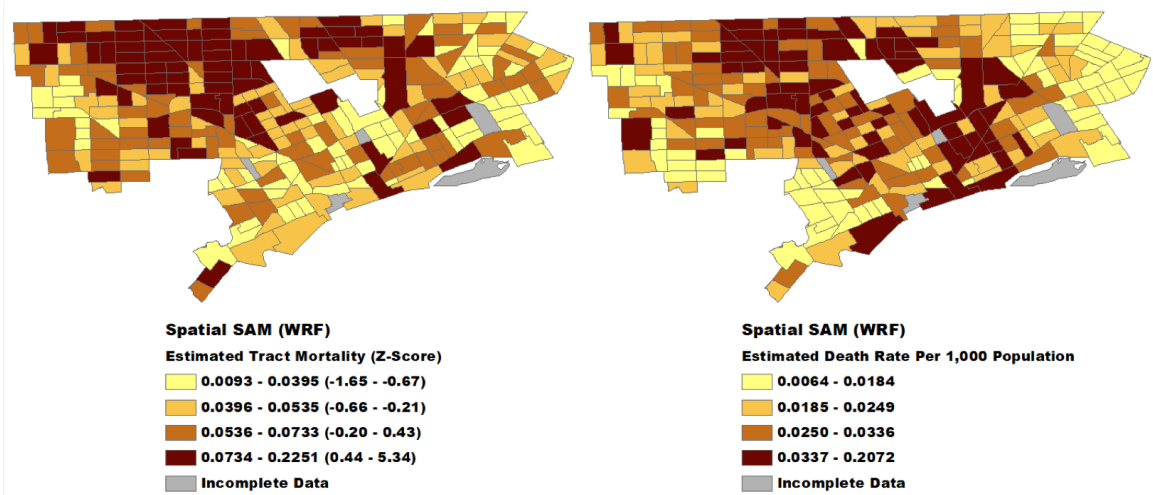 Spatial SAM (WRF)
Estimated Tract Mortality (Z-Score)
0.0093 - 0.0395 (-1.65 - -0.67)
0.0396 - 0.0535 (-0.66 - -0.21)
0.0536 - 0.0733 (-0.20 - 0.43)
0.0734 - 0.2251 (0.44 - 5.34)
Incomplete Data
Spatial SAM (WRF)
Estimated Death Rate Per 1,000 Population
0.0064 - 0.0184
0.0185 - 0.0249
0.0250 - 0.0336
0.0337 - 0.2072
Incomplete Data